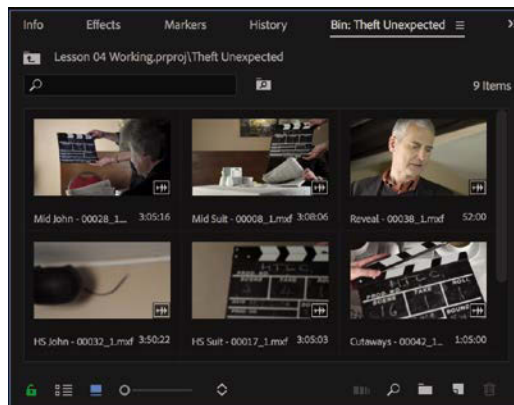 Info Effects Markers History Bin: Theft Unexpected
Lesson 04 Working.prproj\Theft Unexpected
9 Items
Mid John - 00028_1... 3:05:16 Mid Suit - 00008_1.mxf 3:08:06 Reveal - 00038_1.mxf 52:00
HS John - 00032_1.mxf 3:50:22 HS Suit - 00017_1.mxf 3:05:03 Cutaways - 00042_1... 1:05:00